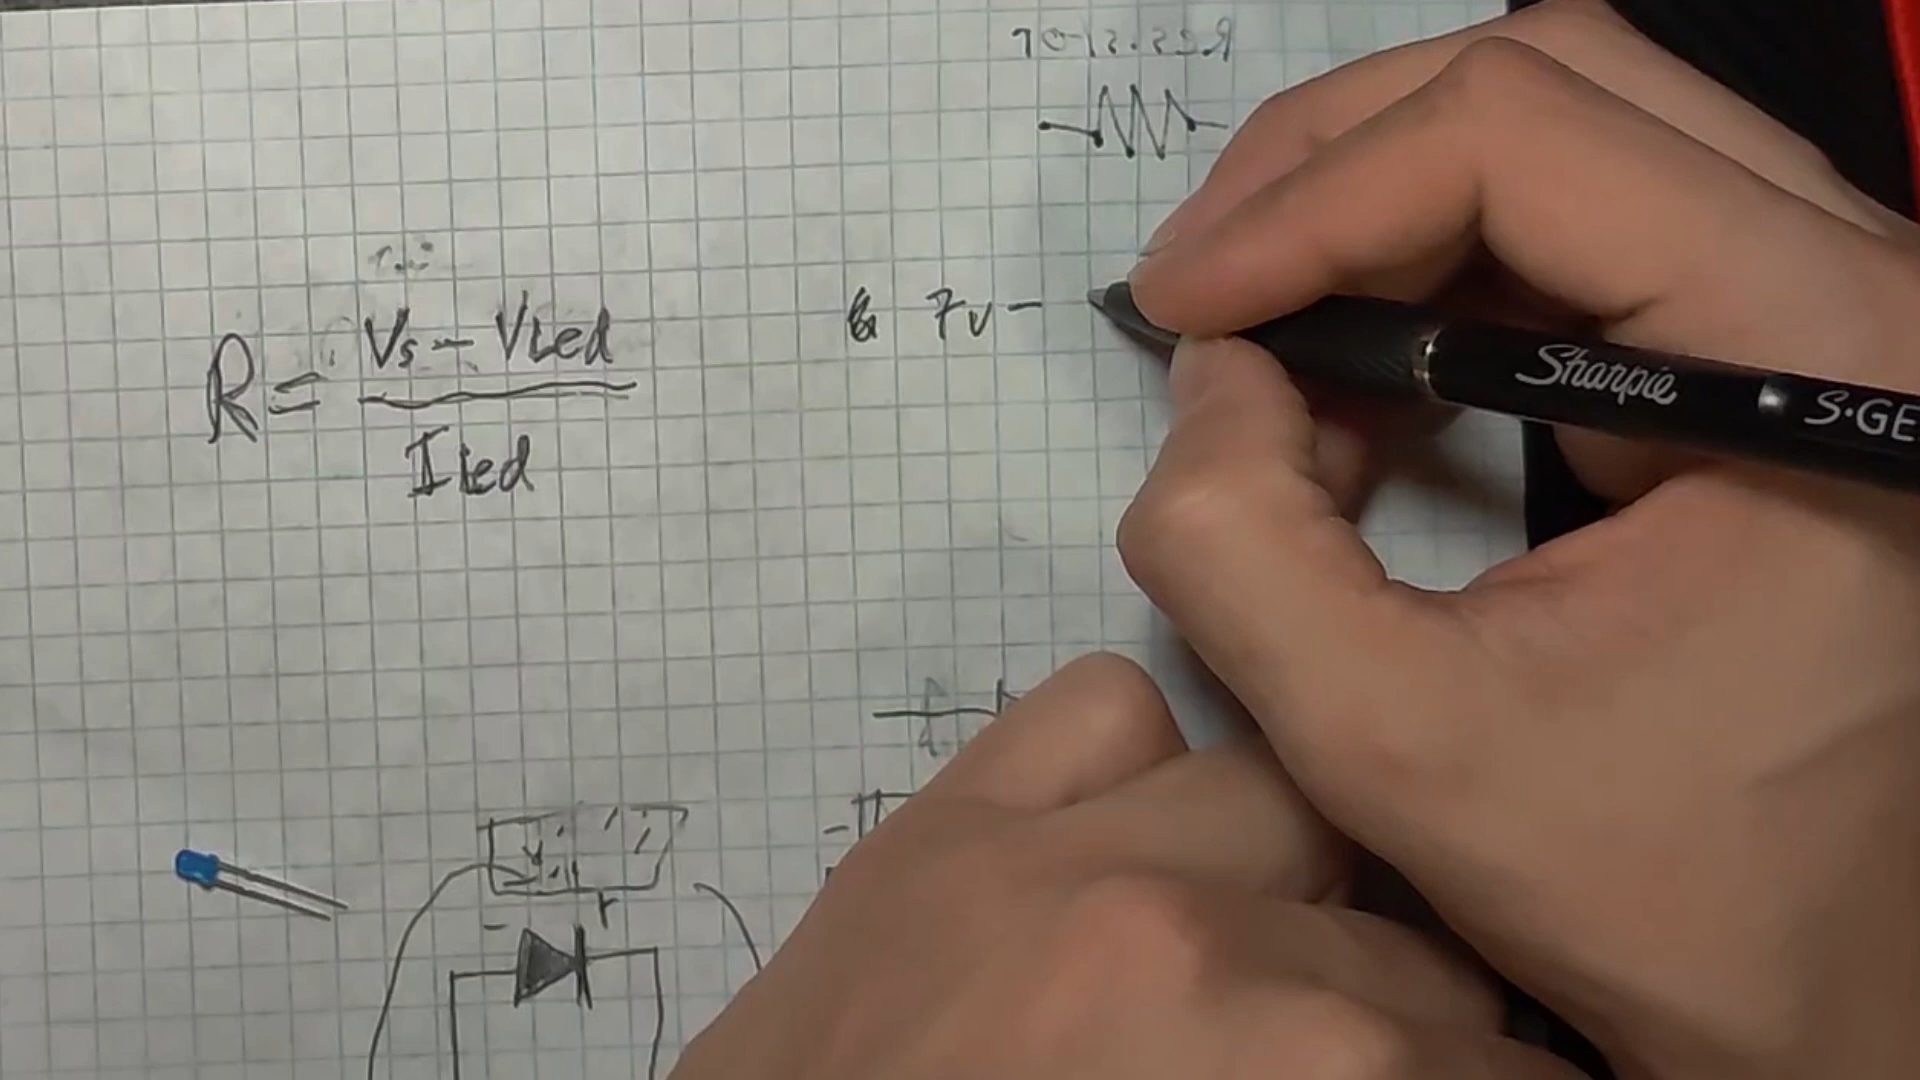 Resistor
R = Vs - VLed
ILed
7v -
Sharpie S·GE
-
r
-